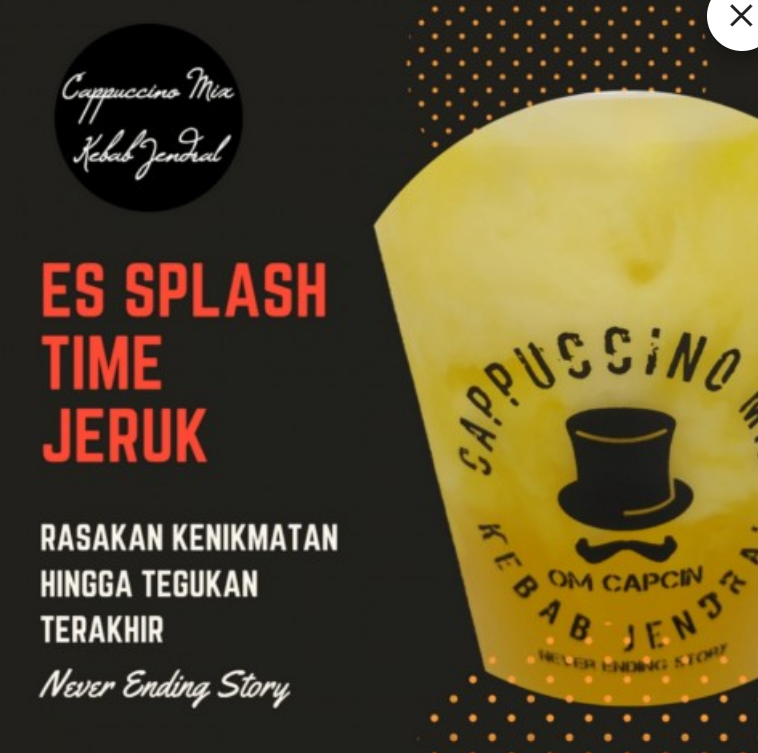 Cappuccino Mix
Kebab Jendral
ES SPLASH
TIME
JERUK
RASAKAN KENIKMATAN
HINGGA TEGUKAN
TERAKHIR
Never Ending Story
CAPPUCCINO
OM CAPCIN
KEBAB JENDRAL
NEVER ENDING STORY